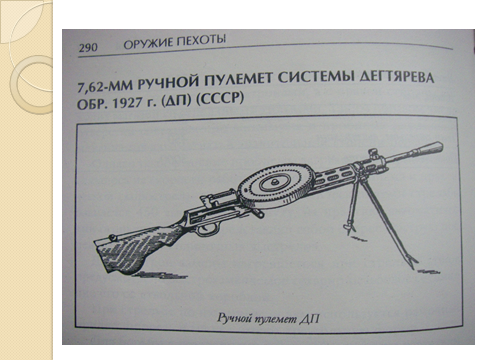 290 ОРУЖИЕ ПЕХОТЫ
7,62-ММ РУЧНОЙ ПУЛЕМЕТ СИСТЕМЫ ДЕГТЯРЕВА
ОБР. 1927 г. (ДП) (СССР)
Ручной пулемет ДП